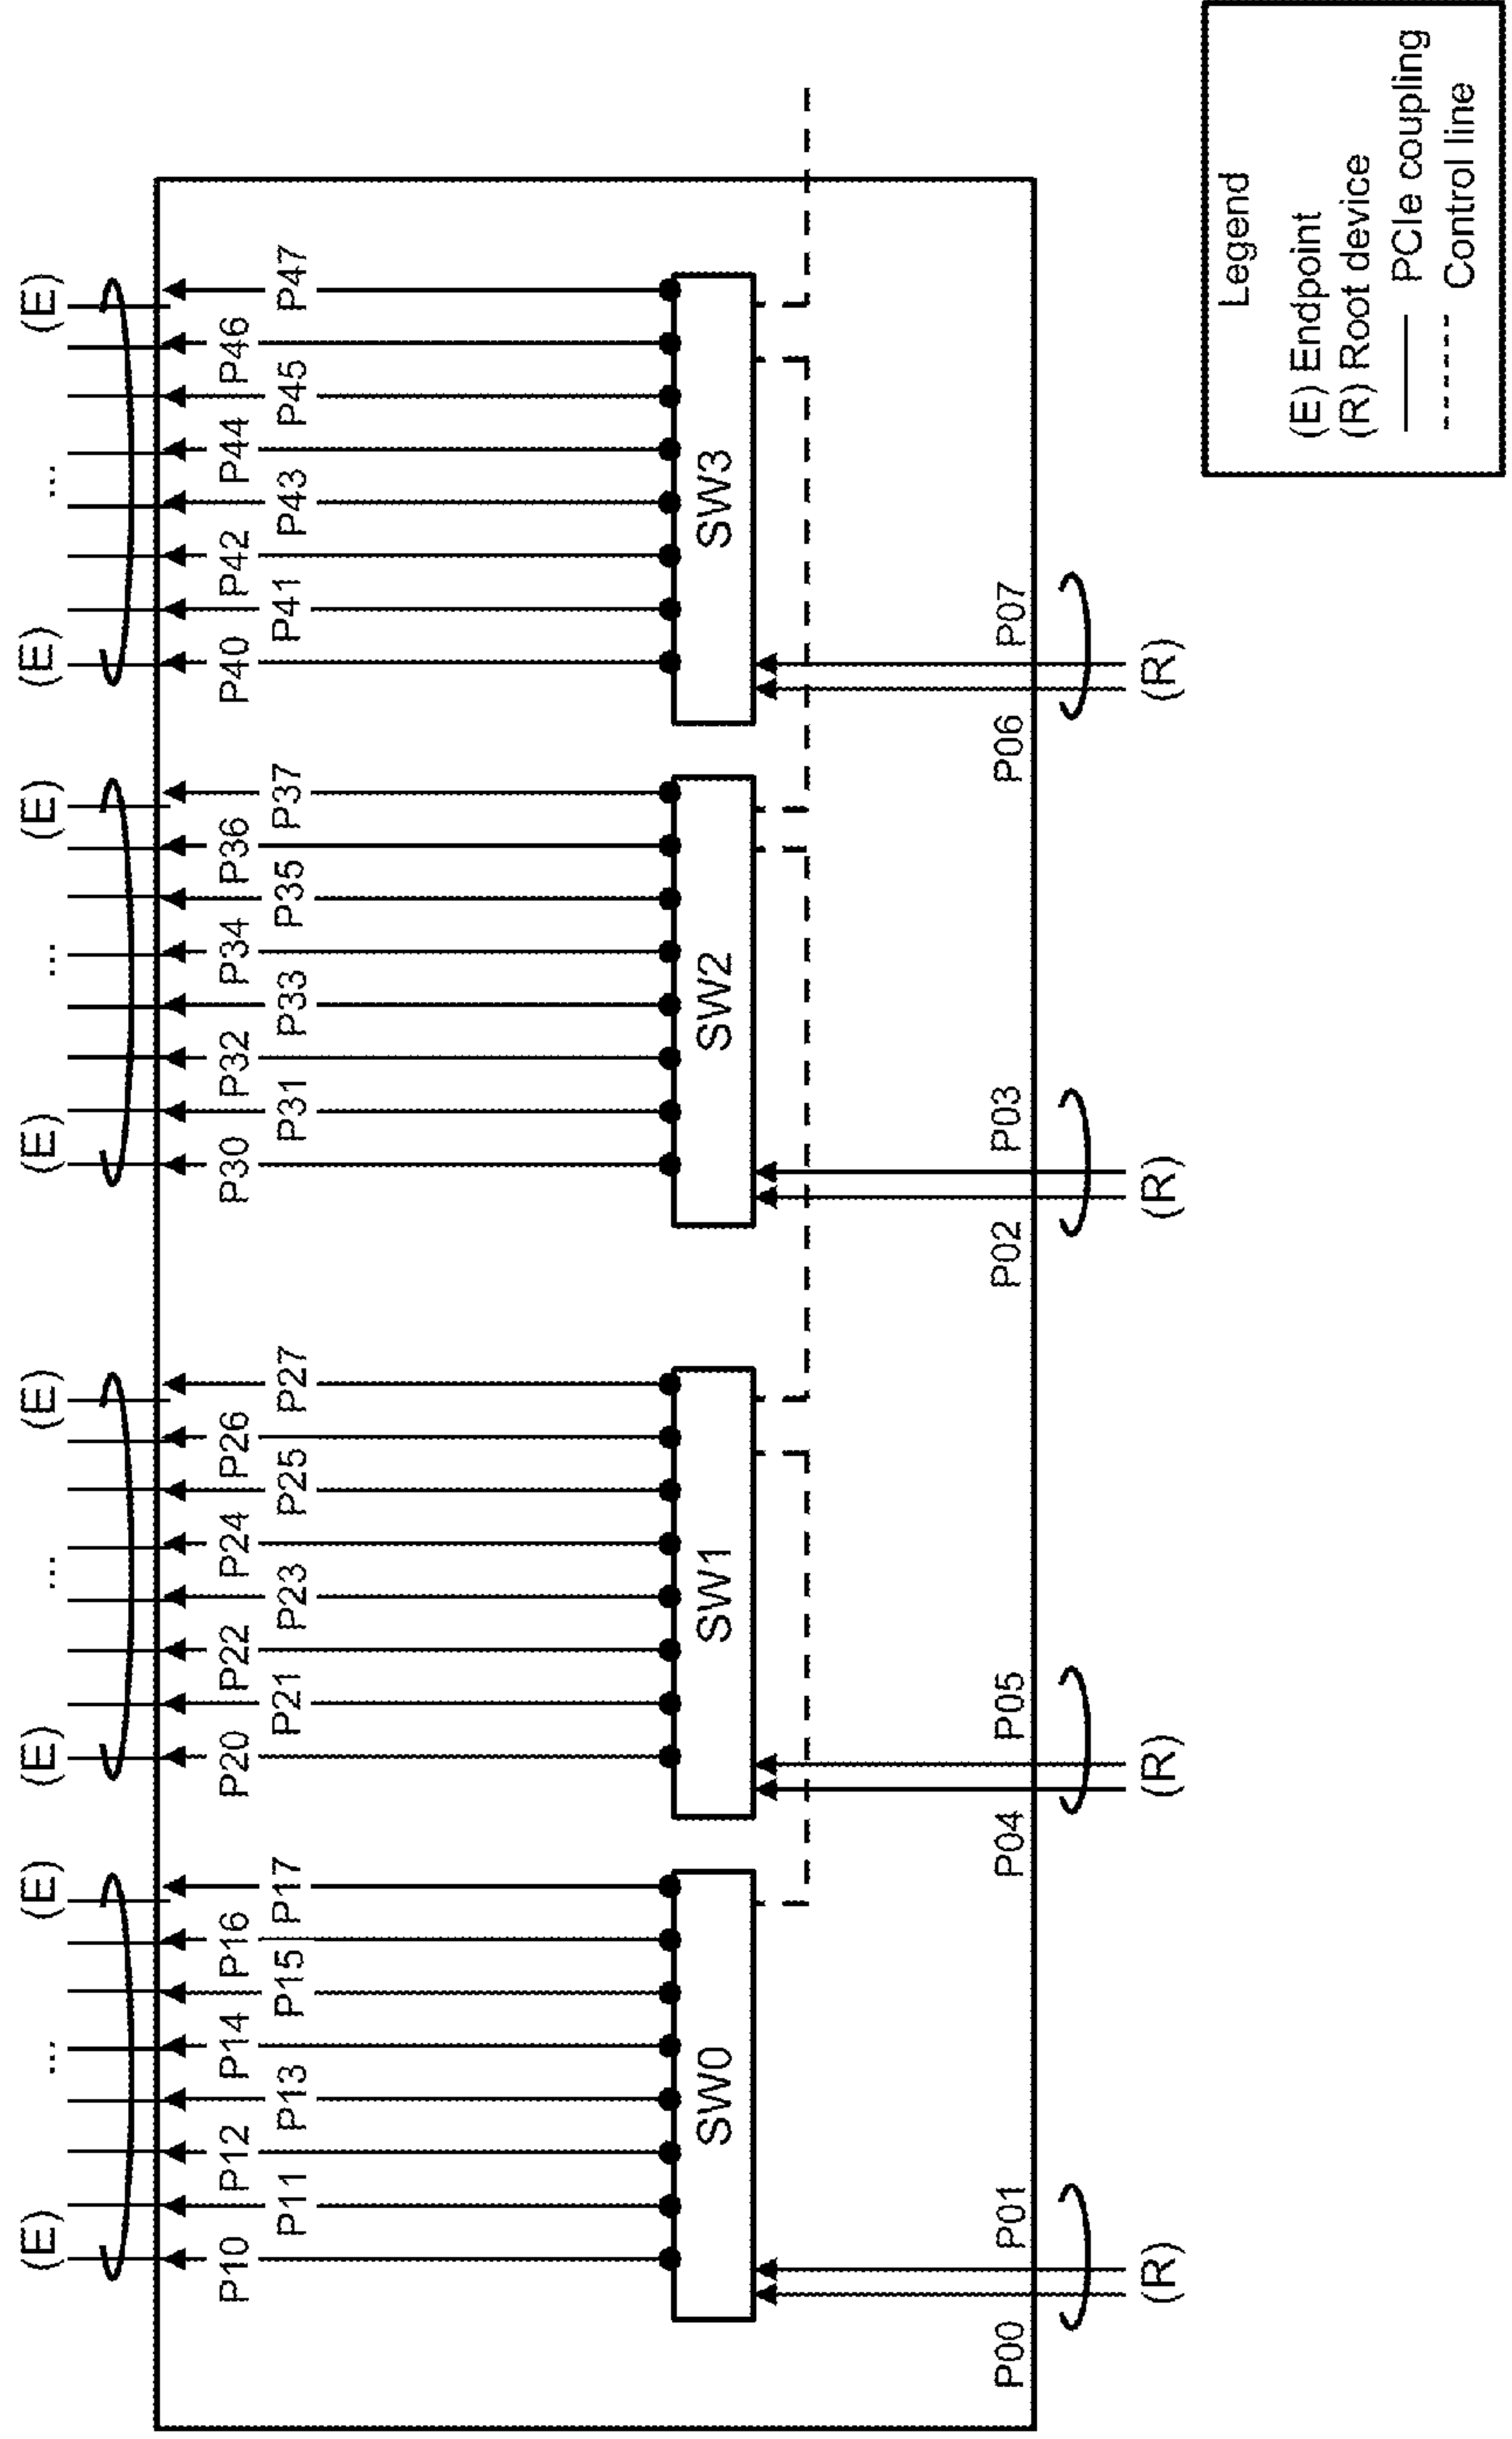 (E) ... (E) (E) ... (E) (E) ... (E) (E) ... (E)
P10 P12 P14 P16 P20 P22 P24 P26 P30 P32 P34 P36 P40 P42 P44 P46
P11 P13 P15 P17 P21 P23 P25 P27 P31 P33 P35 P37 P41 P43 P45 P47
SW0 SW1 SW2 SW3
P00 P01 P04 P05 P02 P03 P06 P07
(R) (R) (R) (R)
Legend
(E) Endpoint
(R) Root device
PCIe coupling
Control line